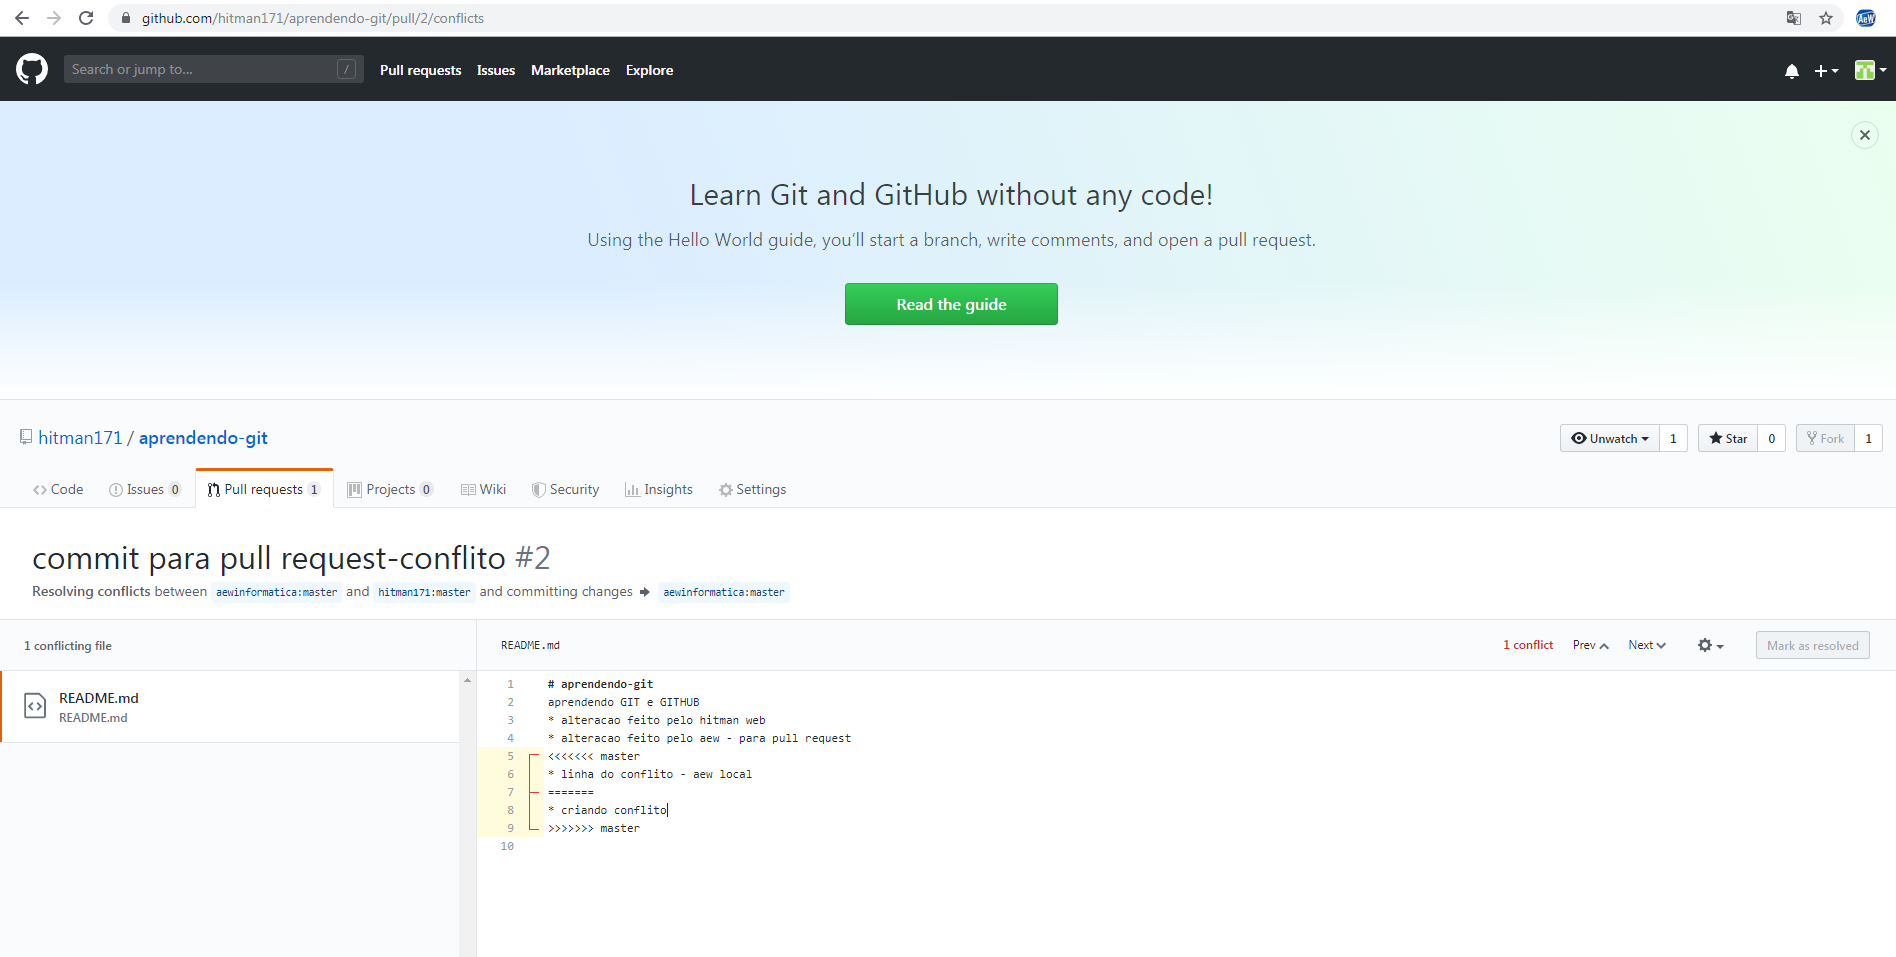 github.com/hitman171/aprendendo-git/pull/2/conflicts
AeW
Search or jump to... /
Pull requests Issues Marketplace Explore
Learn Git and GitHub without any code!
Using the Hello World guide, you’ll start a branch, write comments, and open a pull request.
Read the guide
hitman171 / aprendendo-git
Unwatch 1 Star 0 Fork 1
Code Issues 0 Pull requests 1 Projects 0 Wiki Security Insights Settings
commit para pull request-conflito #2
Resolving conflicts between aewinformatica:master and hitman171:master and committing changes aewinformatica:master
1 conflicting file
README.md
README.md
README.md 1 conflict Prev Next Mark as resolved
1 # aprendendo-git
2 aprendendo GIT e GITHUB
3 * alteracao feito pelo hitman web
4 * alteracao feito pelo aew - para pull request
5 <<<<<<< master
6 * linha do conflito - aew local
7 =======
8 * criando conflito
9 >>>>>>> master
10